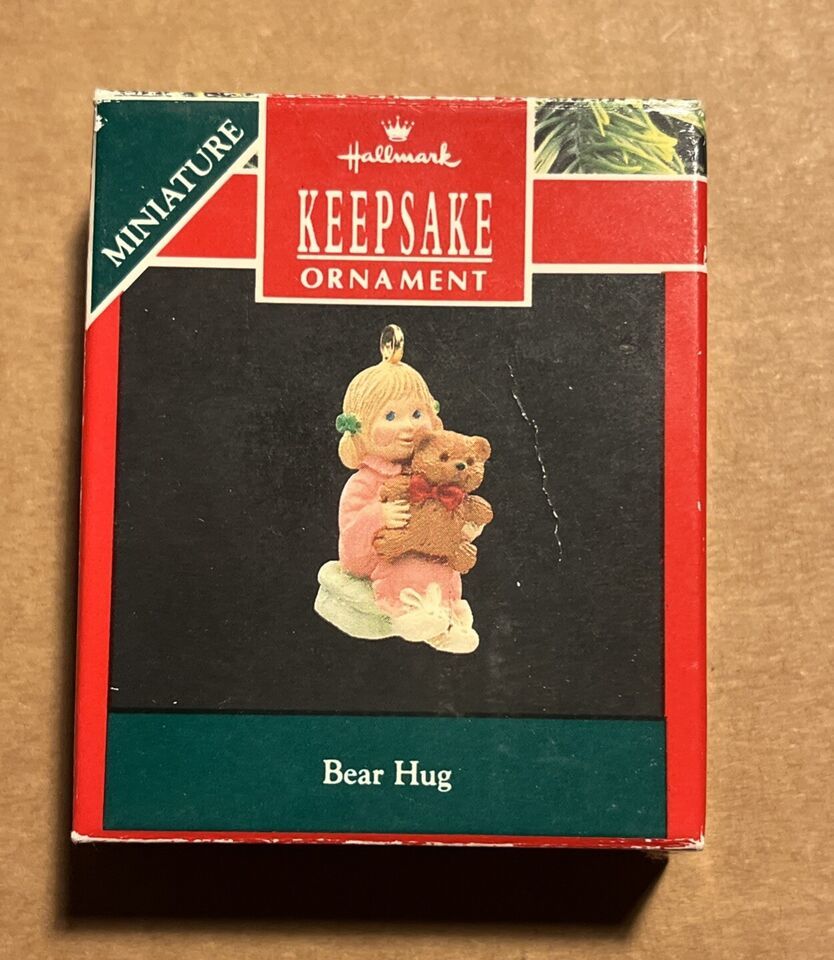 MINIATURE
Hallmark
KEEPSAKE
ORNAMENT
Bear Hug